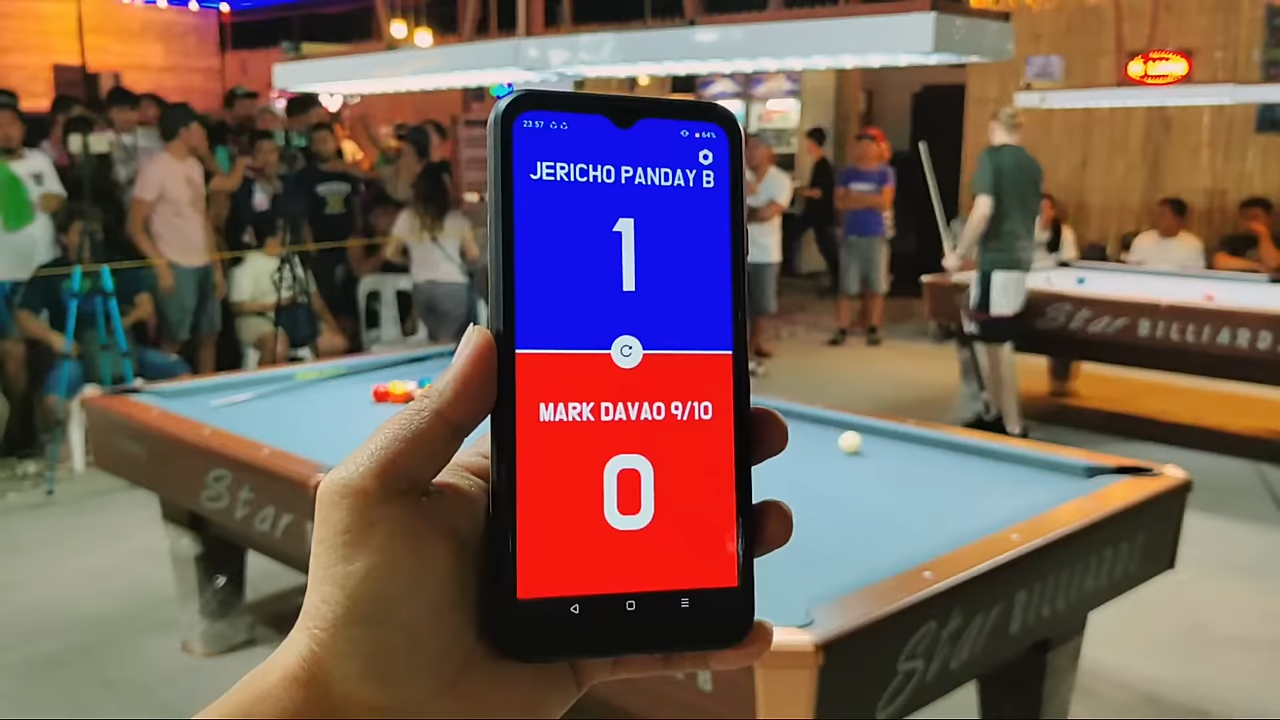 23:57
64%
JERICHO PANDAY B
1
MARK DAVAO 9/10
0
Star BILLIARDS
Star
Star BILLIARDS